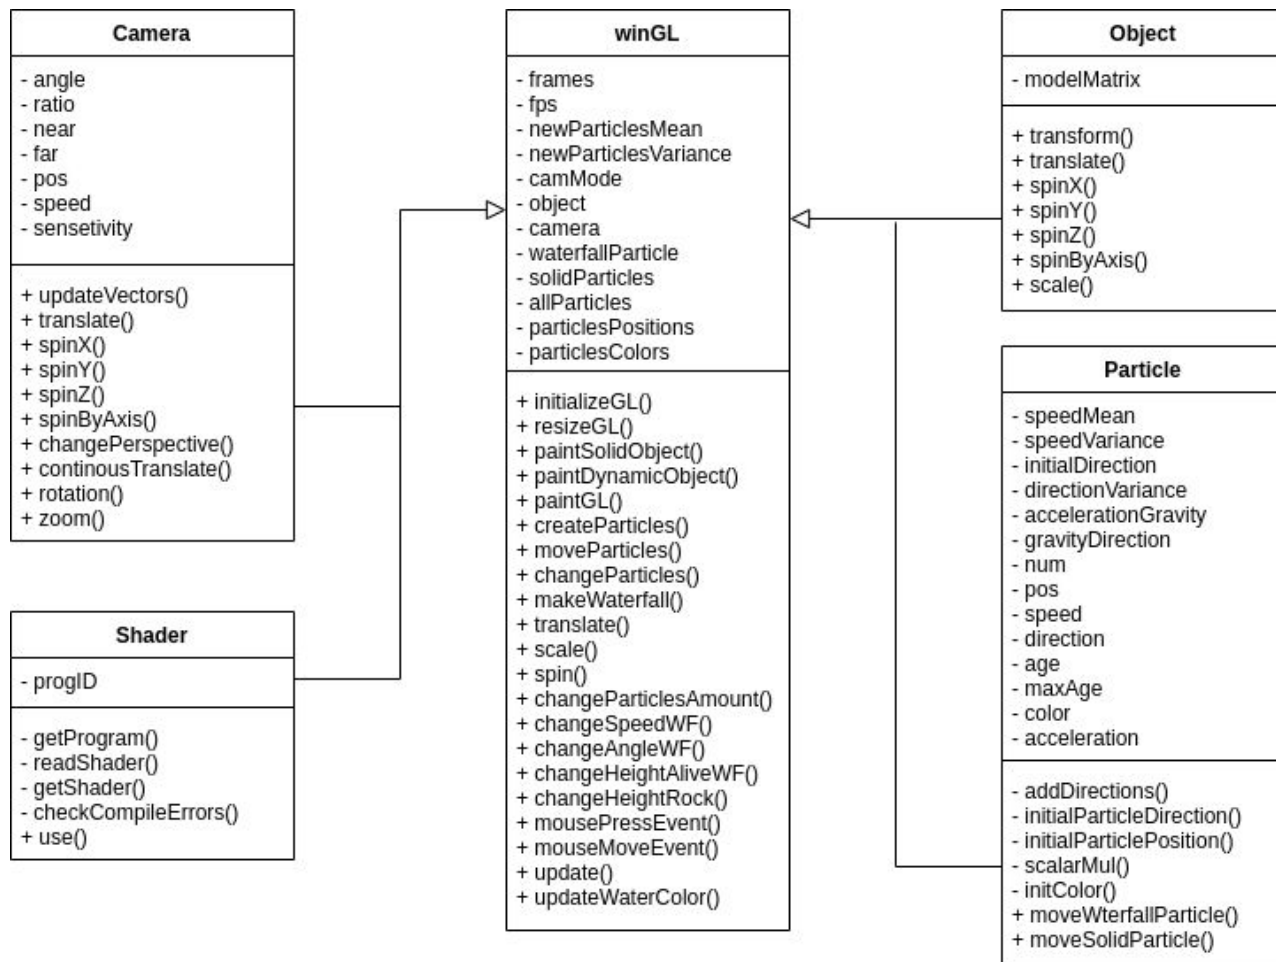 Camera
- angle
- ratio
- near
- far
- pos
- speed
- sensetivity
+ updateVectors()
+ translate()
+ spinX()
+ spinY()
+ spinZ()
+ spinByAxis()
+ changePerspective()
+ continousTranslate()
+ rotation()
+ zoom()
Shader
- progID
- getProgram()
- readShader()
- getShader()
- checkCompileErrors()
+ use()
winGL
- frames
- fps
- newParticlesMean
- newParticlesVariance
- camMode
- object
- camera
- waterfallParticle
- solidParticles
- allParticles
- particlesPositions
- particlesColors
+ initializeGL()
+ resizeGL()
+ paintSolidObject()
+ paintDynamicObject()
+ paintGL()
+ createParticles()
+ moveParticles()
+ changeParticles()
+ makeWaterfall()
+ translate()
+ scale()
+ spin()
+ changeParticlesAmount()
+ changeSpeedWF()
+ changeAngleWF()
+ changeHeightAliveWF()
+ changeHeightRock()
+ mousePressEvent()
+ mouseMoveEvent()
+ update()
+ updateWaterColor()
Object
- modelMatrix
+ transform()
+ translate()
+ spinX()
+ spinY()
+ spinZ()
+ spinByAxis()
+ scale()
Particle
- speedMean
- speedVariance
- initialDirection
- directionVariance
- accelerationGravity
- gravityDirection
- num
- pos
- speed
- direction
- age
- maxAge
- color
- acceleration
- addDirections()
- initialParticleDirection()
- initialParticlePosition()
- scalarMul()
- initColor()
+ moveWterfallParticle()
+ moveSolidParticle()